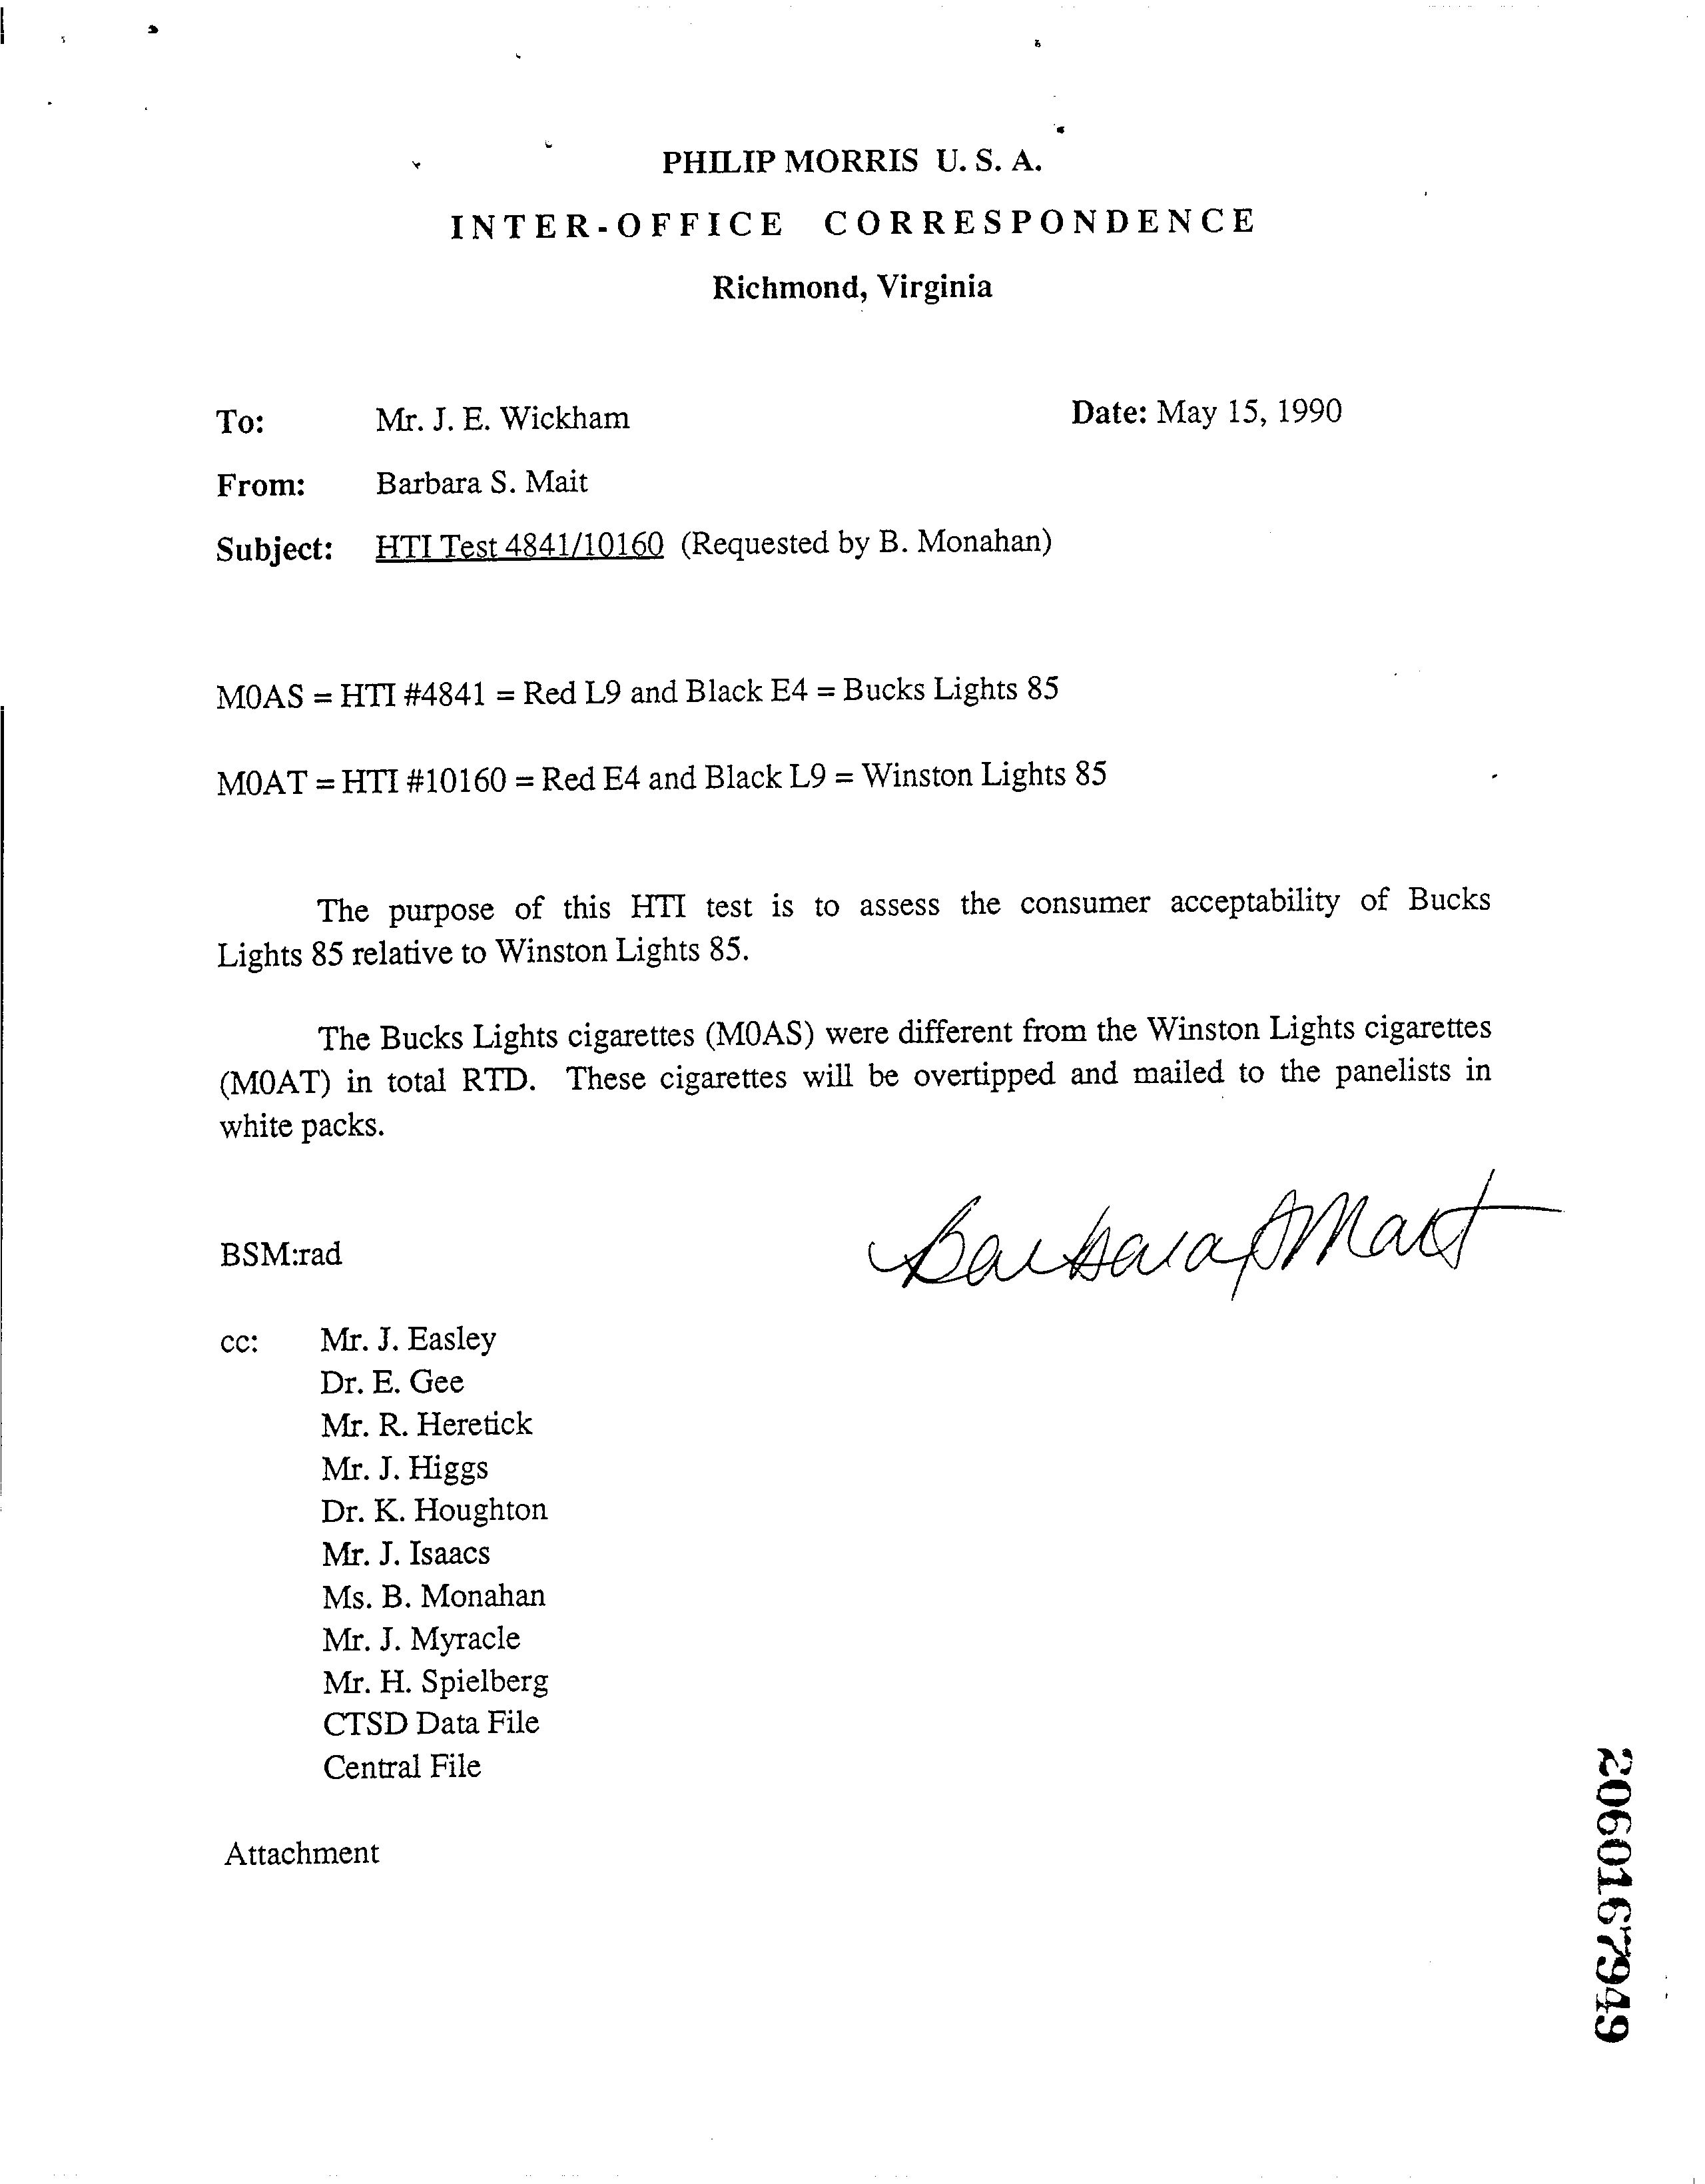 PHILIP MORRIS U. S. A.
INTER-OFFICE CORRESPONDENCE
Richmond, Virginia
To: Mr. J. E. Wickham Date: May 15, 1990
From: Barbara S. Mait
Subject: HTI Test 4841/10160 (Requested by B. Monahan)
M0AS = HTI #4841 = Red L9 and Black E4 = Bucks Lights 85
M0AT = HTI #10160 = Red E4 and Black L9 = Winston Lights 85
The purpose of this HTI test is to assess the consumer acceptability of Bucks
Lights 85 relative to Winston Lights 85.
The Bucks Lights cigarettes (M0AS) were different from the Winston Lights cigarettes
(M0AT) in total RTD. These cigarettes will be overtipped and mailed to the panelists in
white packs.
Barbara S Mait
BSM:rad
cc: Mr. J. Easley
Dr. E. Gee
Mr. R. Heretick
Mr. J. Higgs
Dr. K. Houghton
Mr. J. Isaacs
Ms. B. Monahan
Mr. J. Myracle
Mr. H. Spielberg
CTSD Data File
Central File
Attachment
2060167949